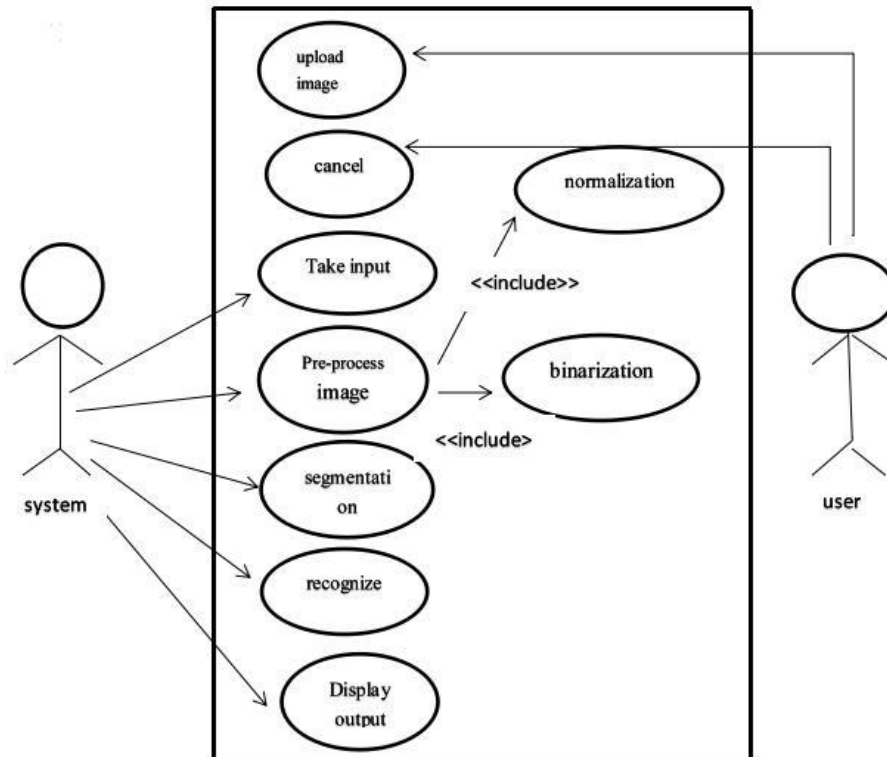 upload
image
cancel
normalization
Take input
<<include>>
Pre-process
image
binarization
<<include>
segmentati
on
system
user
recognize
Display
output